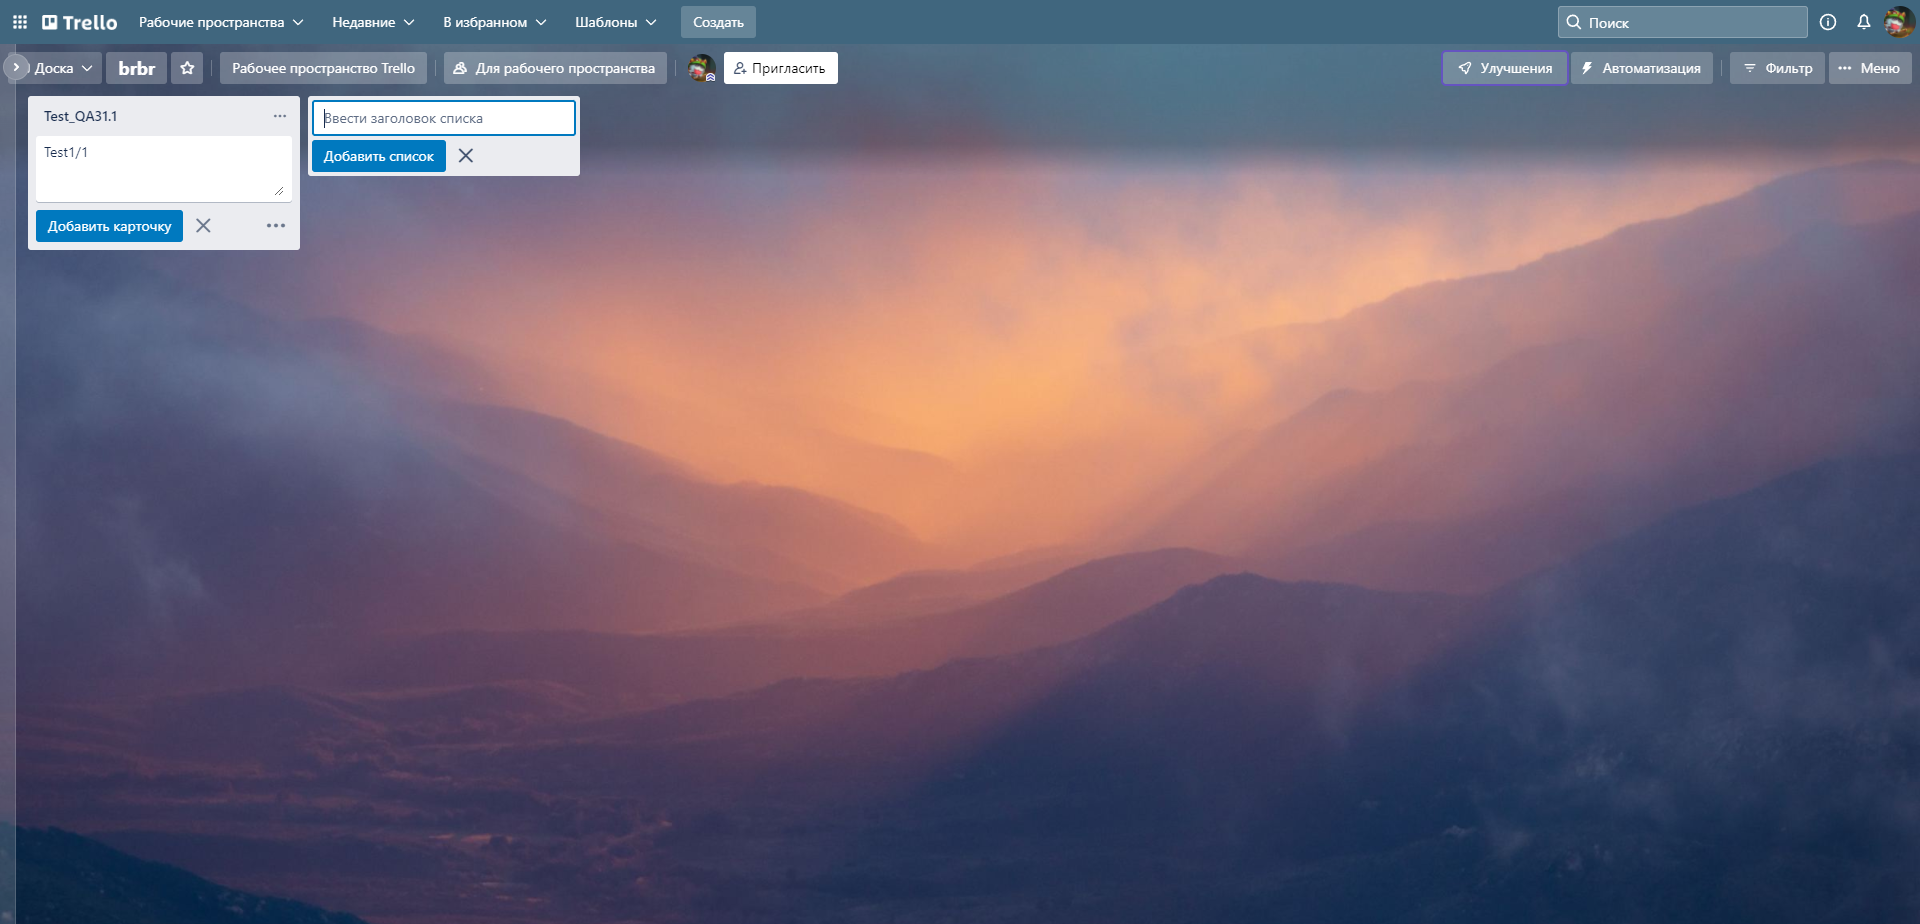 Trello Рабочие пространства Недавние В избранном Шаблоны Создать Поиск
Доска brbr Рабочее пространство Trello Для рабочего пространства Пригласить Улучшения Автоматизация Фильтр Меню
Test_QA31.1
Test1/1
Добавить карточку
Ввести заголовок списка
Добавить список